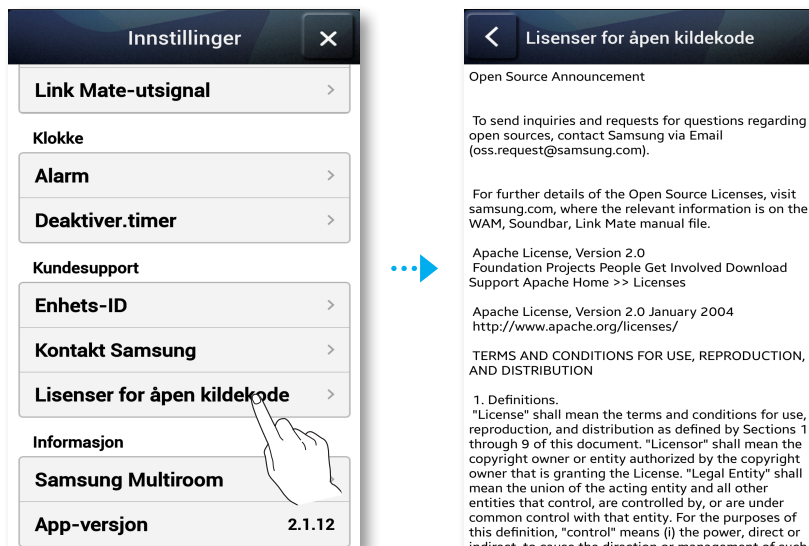 Innstillinger
Link Mate-utsignal
Klokke
Alarm
Deaktiver.timer
Kundesupport
Enhets-ID
Kontakt Samsung
Lisenser for åpen kildekode
Informasjon
Samsung Multiroom
App-versjon 2.1.12
Lisenser for åpen kildekode
Open Source Announcement
To send inquiries and requests for questions regarding
open sources, contact Samsung via Email
(oss.request@samsung.com).
For further details of the Open Source Licenses, visit
samsung.com, where the relevant information is on the
WAM, Soundbar, Link Mate manual file.
Apache License, Version 2.0
Foundation Projects People Get Involved Download
Support Apache Home >> Licenses
Apache License, Version 2.0 January 2004
http://www.apache.org/licenses/
TERMS AND CONDITIONS FOR USE, REPRODUCTION,
AND DISTRIBUTION
1. Definitions.
"License" shall mean the terms and conditions for use,
reproduction, and distribution as defined by Sections 1
through 9 of this document. "Licensor" shall mean the
copyright owner or entity authorized by the copyright
owner that is granting the License. "Legal Entity" shall
mean the union of the acting entity and all other
entities that control, are controlled by, or are under
common control with that entity. For the purposes of
this definition, "control" means (i) the power, direct or
indirect, to cause the direction or management of such